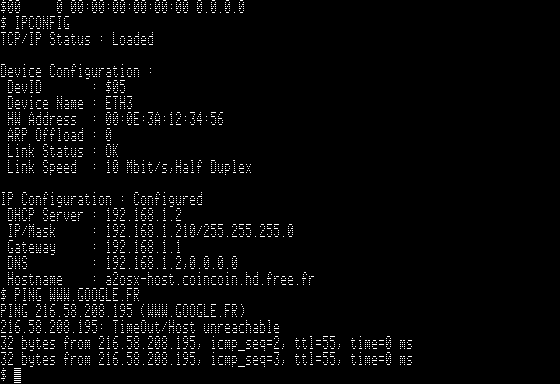 $00     0 00:00:00:00:00:00 0.0.0.0
$ IPCONFIG
TCP/IP Status : Loaded
Device Configuration :
DevID       : $05
Device Name : ETH3
HW Address  : 00:0E:3A:12:34:56
ARP Offload : 0
Link Status : OK
Link Speed  : 10 Mbit/s,Half Duplex
IP Configuration : Configured
DHCP Server : 192.168.1.2
IP/Mask     : 192.168.1.210/255.255.255.0
Gateway     : 192.168.1.1
DNS         : 192.168.1.2,0.0.0.0
Hostname    : a2osx-host.coincoin.hd.free.fr
$ PING WWW.GOOGLE.FR
PING 216.58.208.195 (WWW.GOOGLE.FR)
216.58.208.195: TimeOut/Host unreachable
32 bytes from 216.58.208.195, icmp_seq=2, ttl=55, time=0 ms
32 bytes from 216.58.208.195, icmp_seq=3, ttl=55, time=0 ms
$